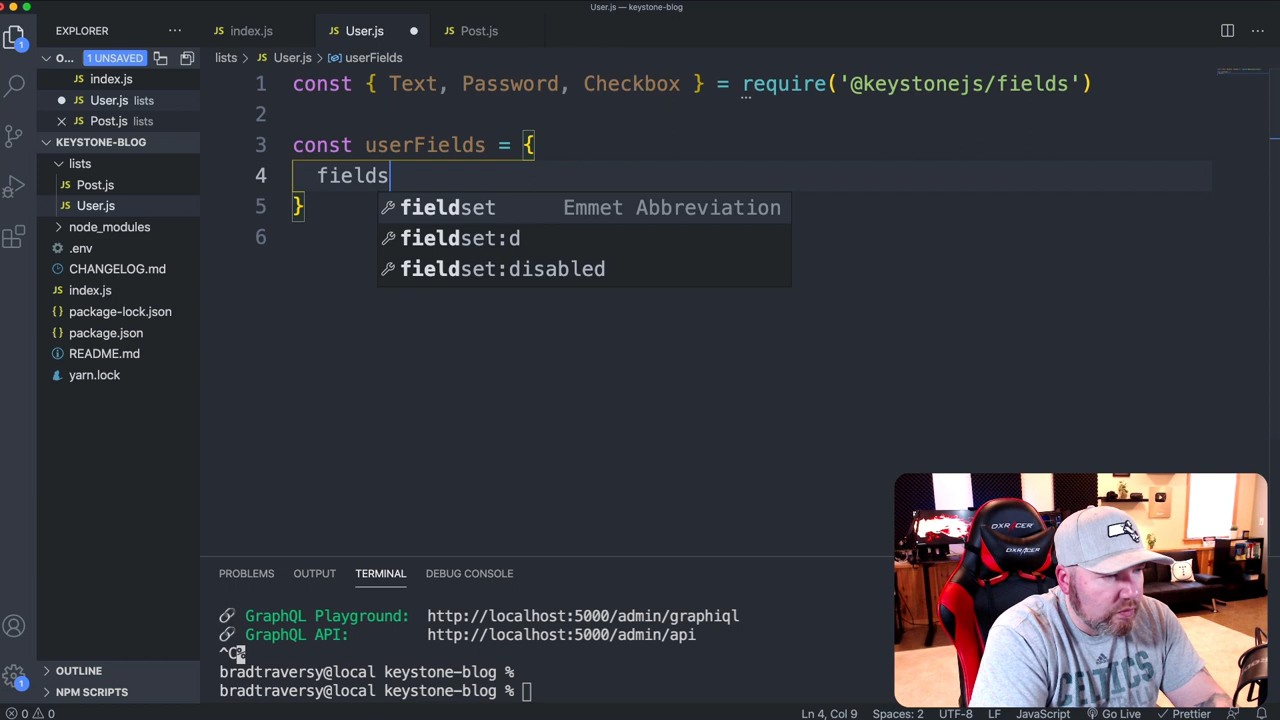 User.js — keystone-blog
EXPLORER
index.js
User.js
Post.js
O... 1 UNSAVED
lists > User.js > userFields
index.js
User.js lists
Post.js lists
KEYSTONE-BLOG
lists
Post.js
User.js
node_modules
.env
CHANGELOG.md
index.js
package-lock.json
package.json
README.md
yarn.lock
OUTLINE
NPM SCRIPTS
1 const { Text, Password, Checkbox } = require('@keystonejs/fields')
2
3 const userFields = {
4 fields
5 }
6
fieldset Emmet Abbreviation
fieldset:d
fieldset:disabled
PROBLEMS OUTPUT TERMINAL DEBUG CONSOLE
GraphQL Playground: http://localhost:5000/admin/graphiql
GraphQL API: http://localhost:5000/admin/api
^C%
bradtraversy@local keystone-blog %
bradtraversy@local keystone-blog %
DXRACER
DXRACER
CELTICS
0 0 Ln 4, Col 9 Spaces: 2 UTF-8 LF JavaScript Go Live Prettier